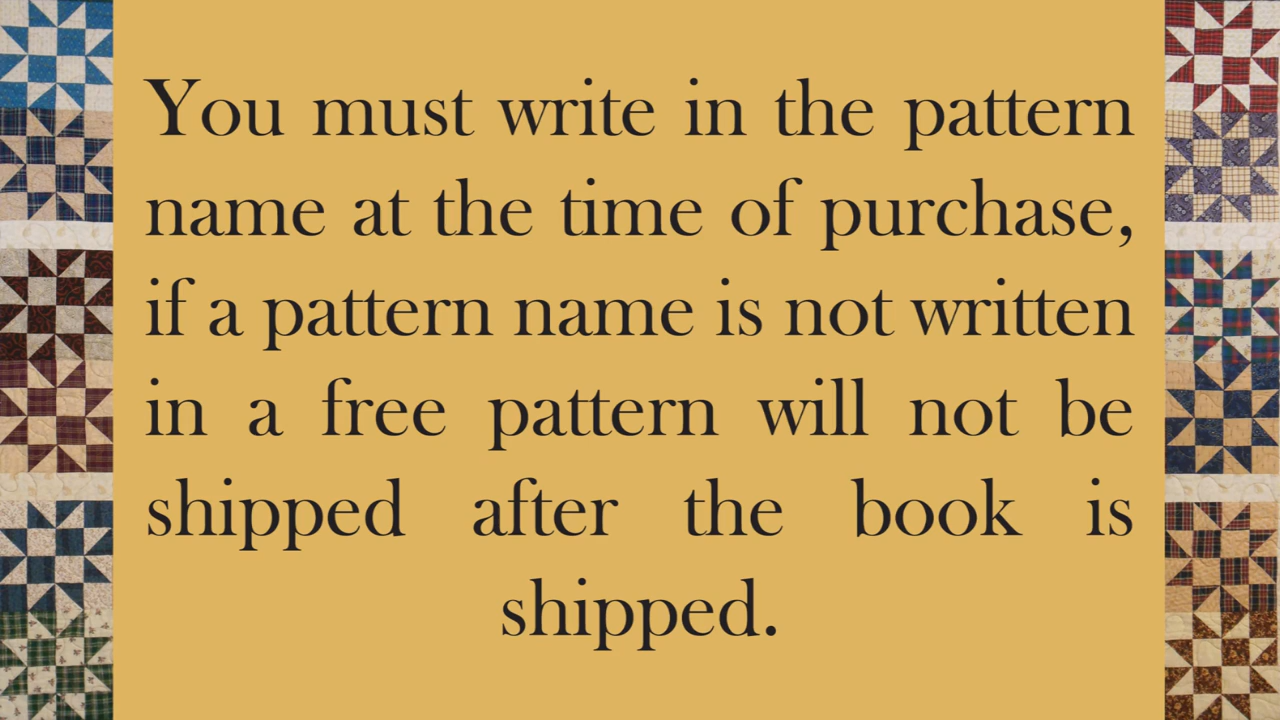 You must write in the pattern
name at the time of purchase,
if a pattern name is not written
in a free pattern will not be
shipped after the book is
shipped.